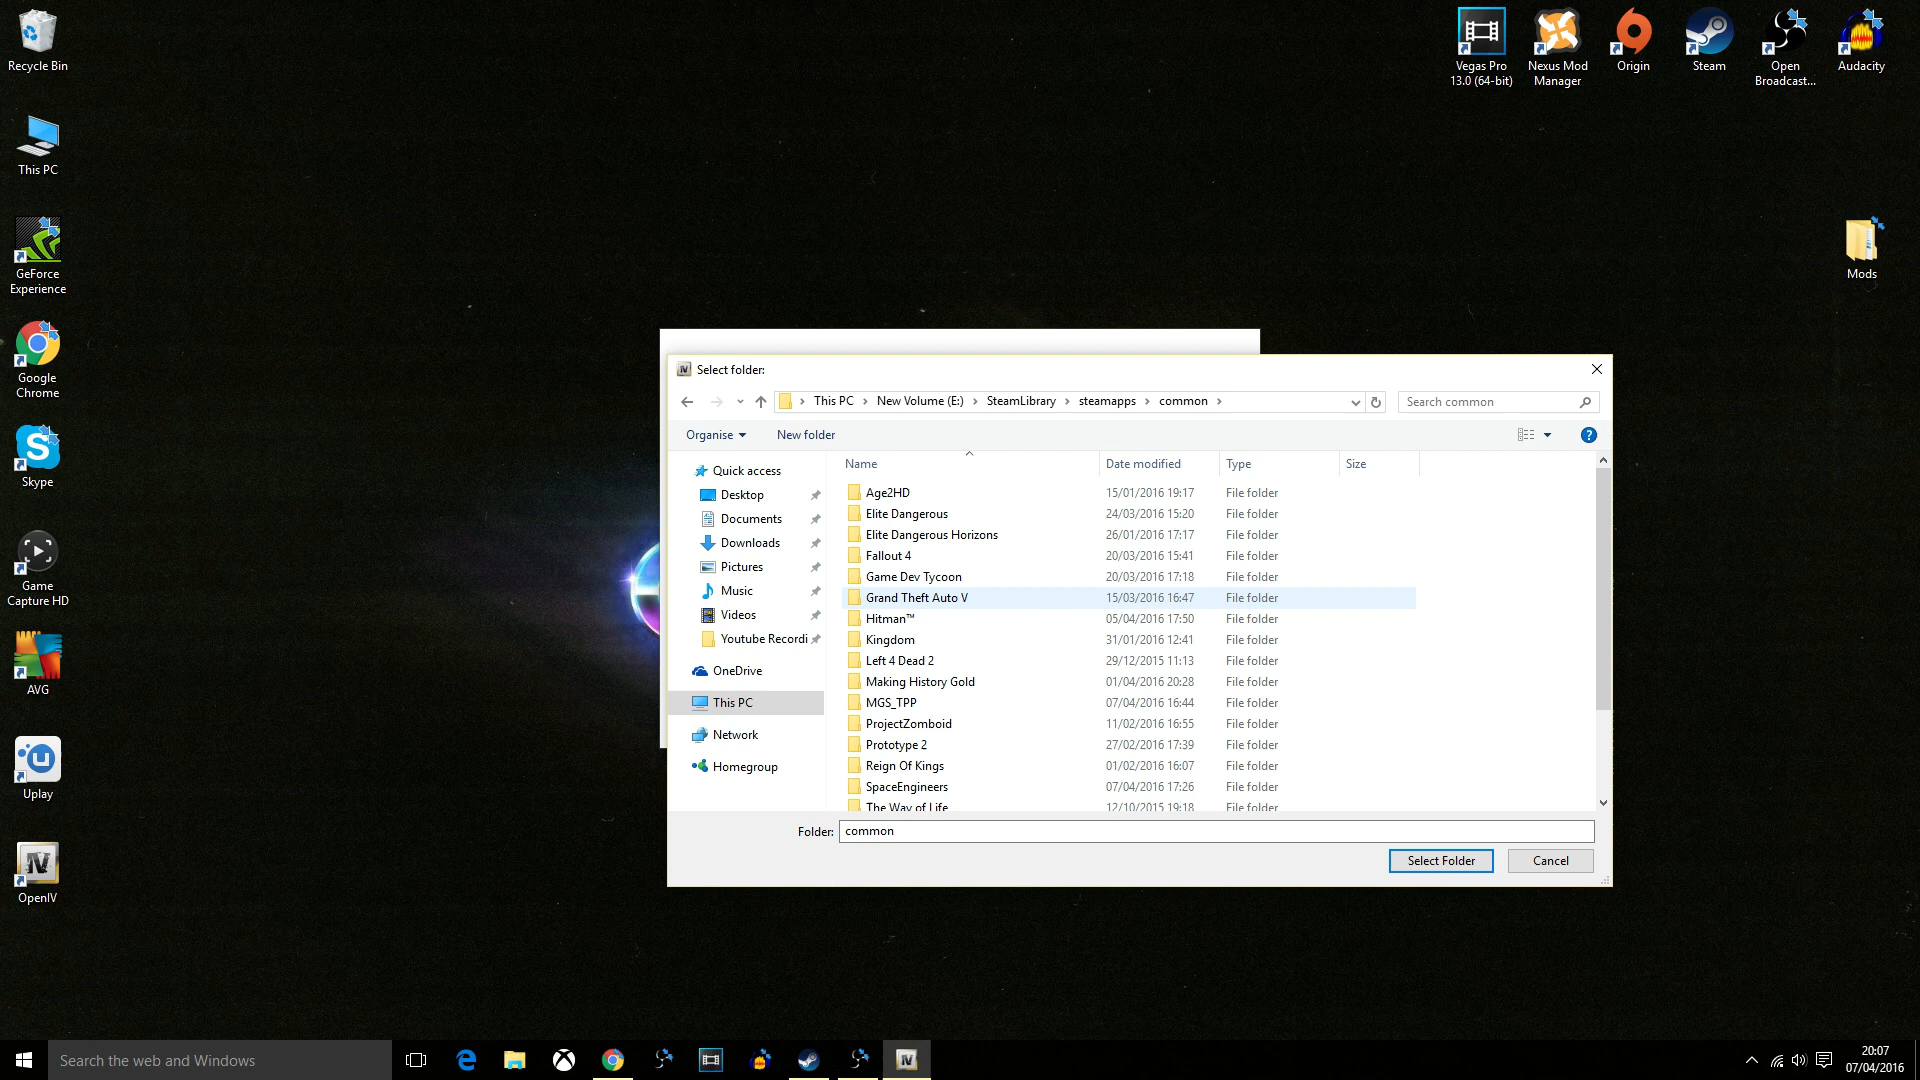 Recycle Bin
This PC
GeForce
Experience
Google
Chrome
Skype
Game
Capture HD
AVG
Uplay
OpenIV
Vegas Pro
13.0 (64-bit)
Nexus Mod
Manager
Origin
Steam
Open
Broadcast...
Audacity
Mods
Select folder:
This PC > New Volume (E:) > SteamLibrary > steamapps > common >
Search common
Organise
New folder
Quick access
Desktop
Documents
Downloads
Pictures
Music
Videos
Youtube Recordi
OneDrive
This PC
Network
Homegroup
Name Date modified Type Size
Age2HD 15/01/2016 19:17 File folder
Elite Dangerous 24/03/2016 15:20 File folder
Elite Dangerous Horizons 26/01/2016 17:17 File folder
Fallout 4 20/03/2016 15:41 File folder
Game Dev Tycoon 20/03/2016 17:18 File folder
Grand Theft Auto V 15/03/2016 16:47 File folder
Hitman™ 05/04/2016 17:50 File folder
Kingdom 31/01/2016 12:41 File folder
Left 4 Dead 2 29/12/2015 11:13 File folder
Making History Gold 01/04/2016 20:28 File folder
MGS_TPP 07/04/2016 16:44 File folder
ProjectZomboid 11/02/2016 16:55 File folder
Prototype 2 27/02/2016 17:39 File folder
Reign Of Kings 01/02/2016 16:07 File folder
SpaceEngineers 07/04/2016 17:26 File folder
The Way of Life 12/10/2015 19:18 File folder
Folder: common
Select Folder
Cancel
Search the web and Windows
20:07
07/04/2016